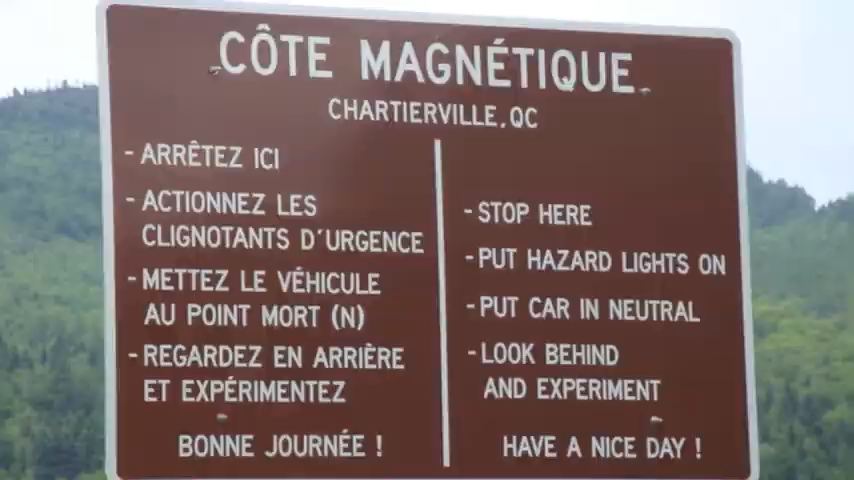 CÔTE MAGNÉTIQUE
CHARTIERVILLE, QC
- ARRÊTEZ ICI
- ACTIONNEZ LES
CLIGNOTANTS D'URGENCE
- METTEZ LE VÉHICULE
AU POINT MORT (N)
- REGARDEZ EN ARRIÈRE
ET EXPÉRIMENTEZ
BONNE JOURNÉE !
- STOP HERE
- PUT HAZARD LIGHTS ON
- PUT CAR IN NEUTRAL
- LOOK BEHIND
AND EXPERIMENT
HAVE A NICE DAY !